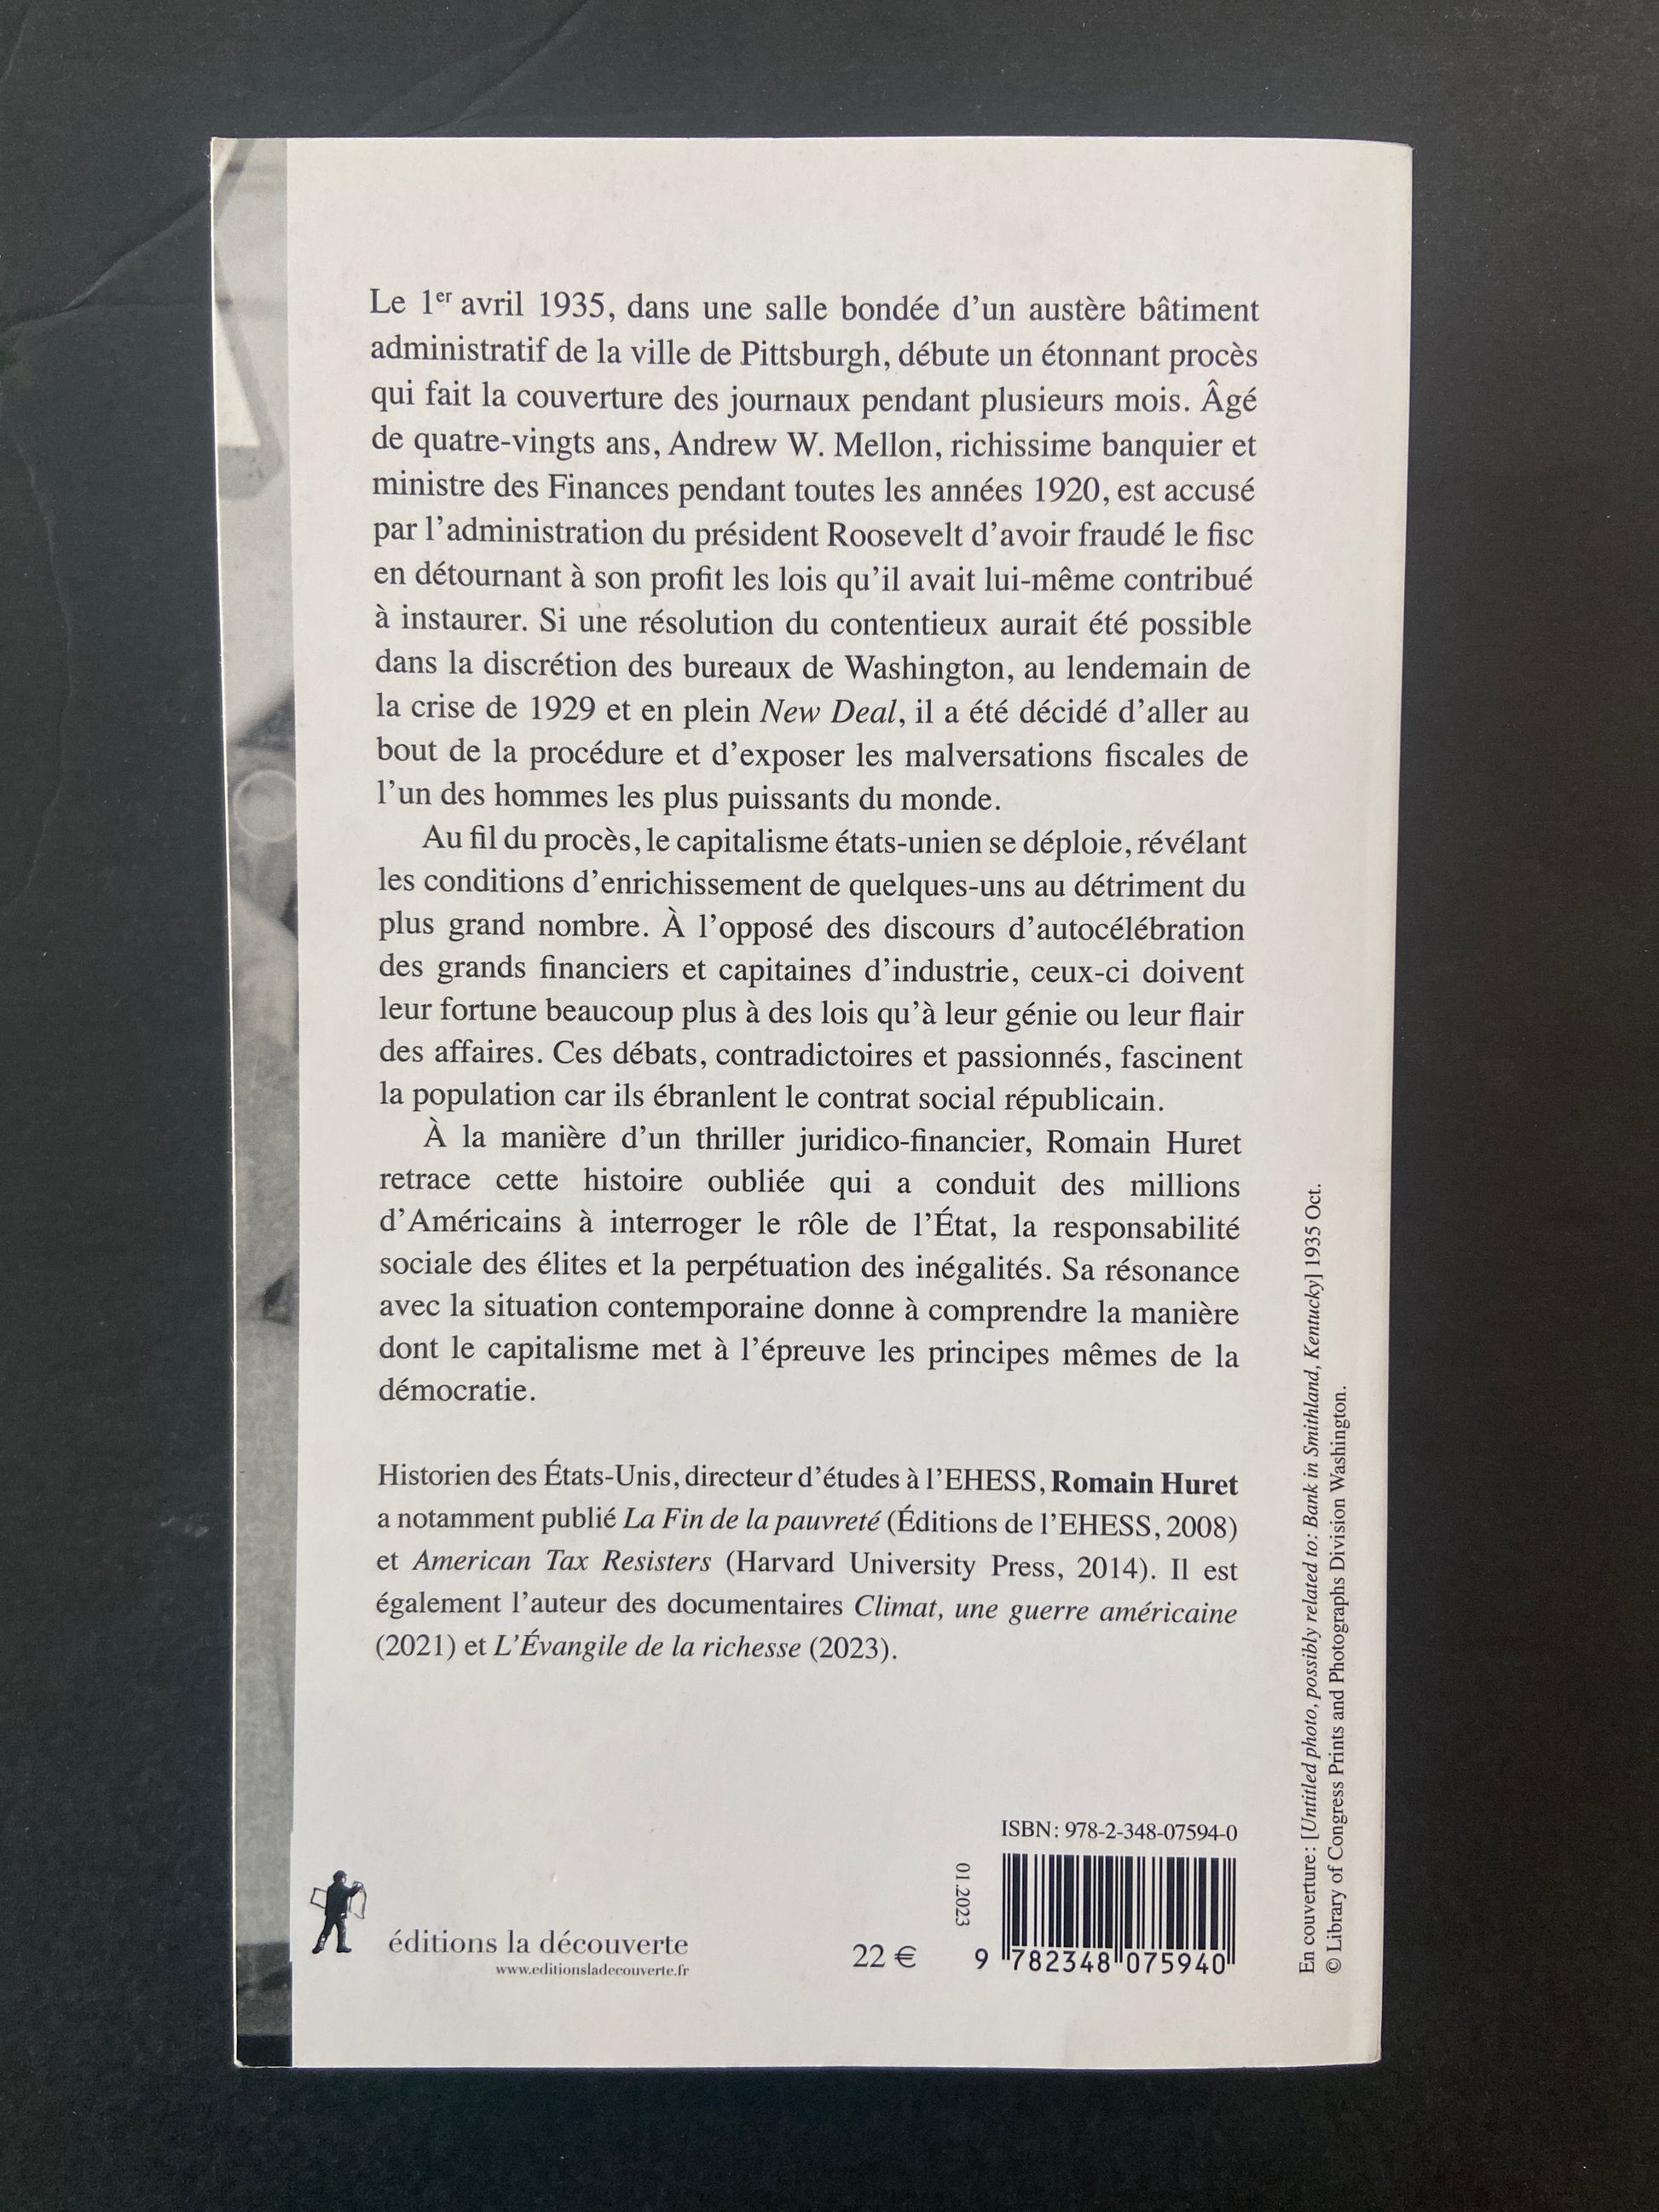 Le 1er avril 1935, dans une salle bondée d’un austère bâtiment
administratif de la ville de Pittsburgh, débute un étonnant procès
qui fait la couverture des journaux pendant plusieurs mois. Âgé
de quatre-vingts ans, Andrew W. Mellon, richissime banquier et
ministre des Finances pendant toutes les années 1920, est accusé
par l’administration du président Roosevelt d’avoir fraudé le fisc
en détournant à son profit les lois qu’il avait lui-même contribué
à instaurer. Si une résolution du contentieux aurait été possible
dans la discrétion des bureaux de Washington, au lendemain de
la crise de 1929 et en plein New Deal, il a été décidé d’aller au
bout de la procédure et d’exposer les malversations fiscales de
l’un des hommes les plus puissants du monde.
Au fil du procès, le capitalisme états-unien se déploie, révélant
les conditions d’enrichissement de quelques-uns au détriment du
plus grand nombre. À l’opposé des discours d’autocélébration
des grands financiers et capitaines d’industrie, ceux-ci doivent
leur fortune beaucoup plus à des lois qu’à leur génie ou leur flair
des affaires. Ces débats, contradictoires et passionnés, fascinent
la population car ils ébranlent le contrat social républicain.
À la manière d’un thriller juridico-financier, Romain Huret
retrace cette histoire oubliée qui a conduit des millions
d’Américains à interroger le rôle de l’État, la responsabilité
sociale des élites et la perpétuation des inégalités. Sa résonance
avec la situation contemporaine donne à comprendre la manière
dont le capitalisme met à l’épreuve les principes mêmes de la
démocratie.
Historien des États-Unis, directeur d’études à l’EHESS, Romain Huret
a notamment publié La Fin de la pauvreté (Éditions de l’EHESS, 2008)
et American Tax Resisters (Harvard University Press, 2014). Il est
également l’auteur des documentaires Climat, une guerre américaine
(2021) et L’Évangile de la richesse (2023).
éditions la découverte
www.editionsladecouverte.fr
22 €
ISBN : 978-2-348-07594-0
01.2023
9 782348 075940
En couverture : [Untitled photo, possibly related to: Bank in Smithland, Kentucky] 1935 Oct.
© Library of Congress Prints and Photographs Division Washington.